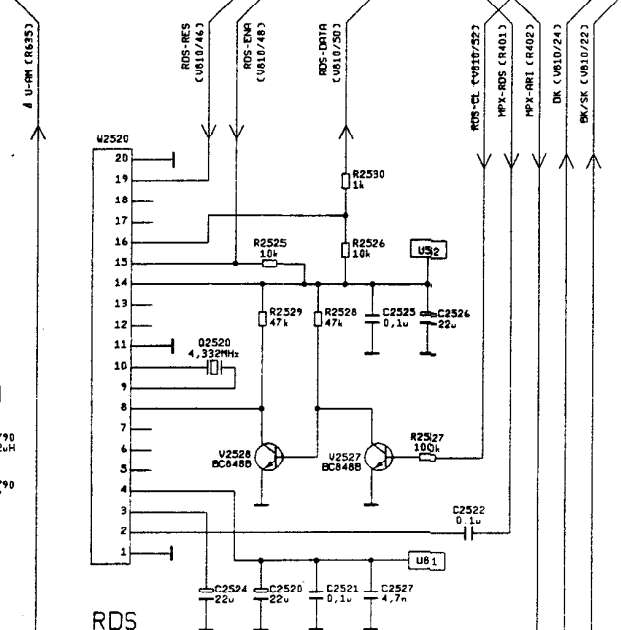 U-AM (R635)
RDS-RES
(V810/46)
RDS-ENA
(V810/48)
RDS-DATA
(V810/50)
RDS-CL (V810/52)
MPX-RDS (R401)
MPX-ARI (R402)
DK (V810/24)
BK/SK (V810/22)
W2520
20
19
18
17
16
15
14
13
12
11
10
9
8
7
6
5
4
3
2
1
R2530
1k
R2525
10k
R2526
10k
U512
R2529
47k
R2528
47k
C2525
0,1u
C2526
22u
Q2520
4,332MHz
V2528
BC848B
V2527
BC848B
R2527
100k
C2522
0.1u
U81
C2524
22u
C2520
22u
C2521
0,1u
C2527
4,7n
790
2uH
790
RDS